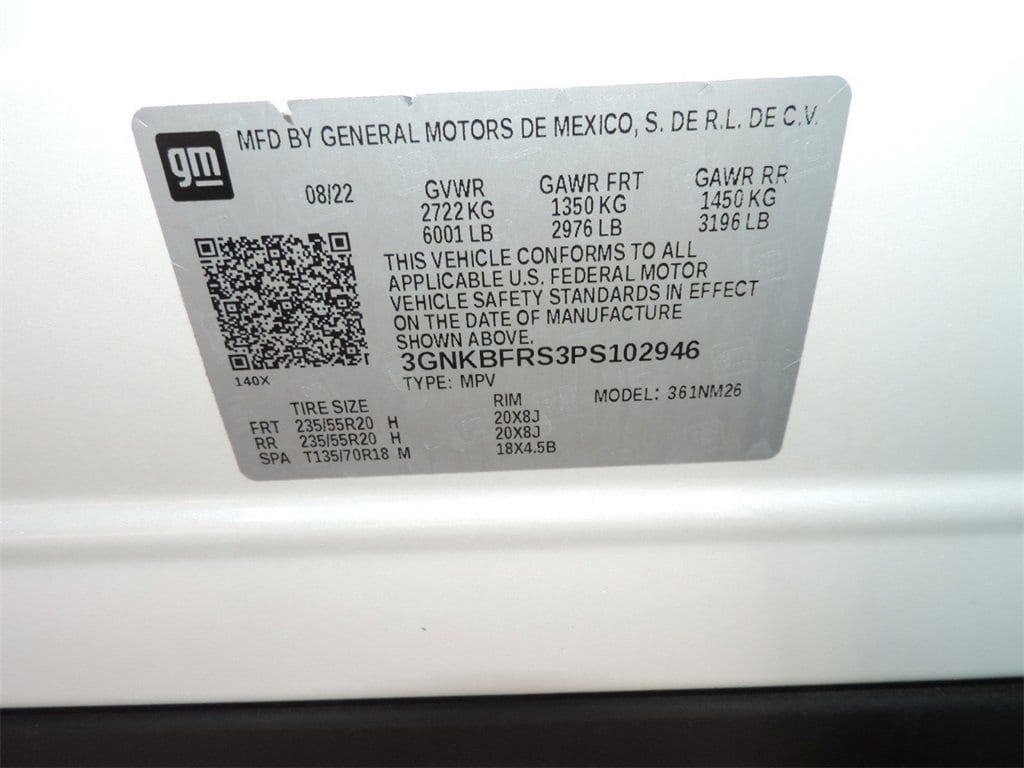 gm
MFD BY GENERAL MOTORS DE MEXICO, S. DE R.L. DE C.V.
08/22
GVWR GAWR FRT GAWR RR
2722 KG 1350 KG 1450 KG
6001 LB 2976 LB 3196 LB
THIS VEHICLE CONFORMS TO ALL
APPLICABLE U.S. FEDERAL MOTOR
VEHICLE SAFETY STANDARDS IN EFFECT
ON THE DATE OF MANUFACTURE
SHOWN ABOVE.
3GNKBFRS3PS102946
140X
TYPE: MPV
MODEL: 361NM26
TIRE SIZE RIM
FRT 235/55R20 H 20X8J
RR 235/55R20 H 20X8J
SPA T135/70R18 M 18X4.5B